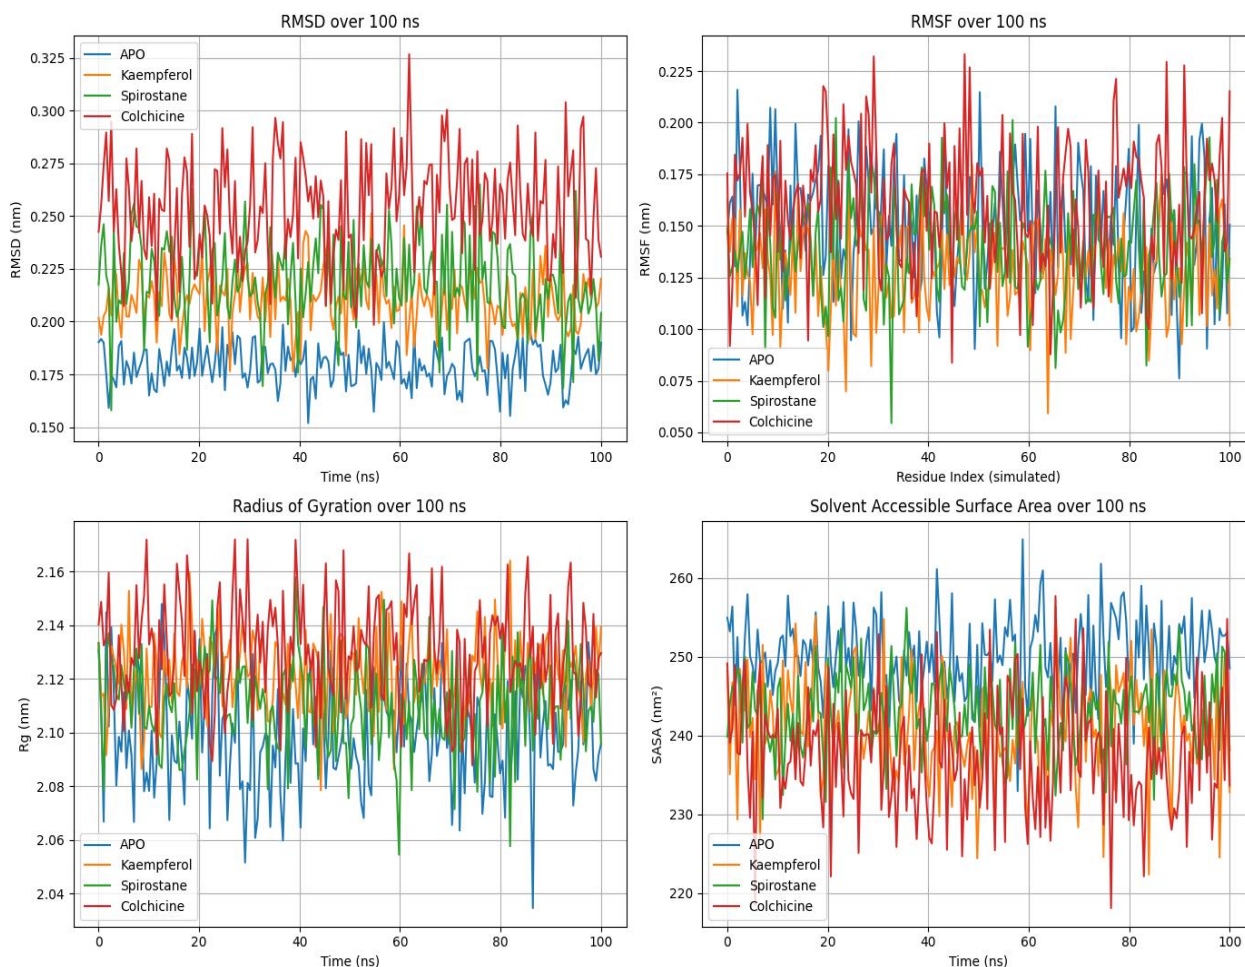 RMSD over 100 ns
APO
Kaempferol
Spirostane
Colchicine
RMSD (nm)
0.325
0.300
0.275
0.250
0.225
0.200
0.175
0.150
0 20 40 60 80 100
Time (ns)
RMSF over 100 ns
RMSF (nm)
0.225
0.200
0.175
0.150
0.125
0.100
0.075
0.050
APO
Kaempferol
Spirostane
Colchicine
0 20 40 60 80 100
Residue Index (simulated)
Radius of Gyration over 100 ns
Rg (nm)
2.16
2.14
2.12
2.10
2.08
2.06
2.04
APO
Kaempferol
Spirostane
Colchicine
0 20 40 60 80 100
Time (ns)
Solvent Accessible Surface Area over 100 ns
SASA (nm²)
260
250
240
230
220
APO
Kaempferol
Spirostane
Colchicine
0 20 40 60 80 100
Time (ns)